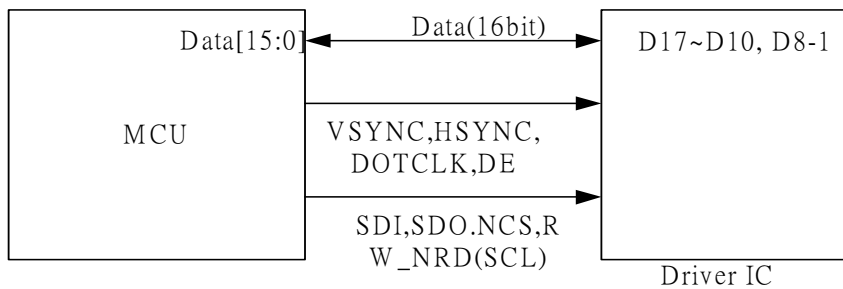 Data(16bit)
Data[15:0]
D17~D10, D8-1
MCU
VSYNC,HSYNC,
DOTCLK,DE
SDI,SDO.NCS,R
W_NRD(SCL)
Driver IC